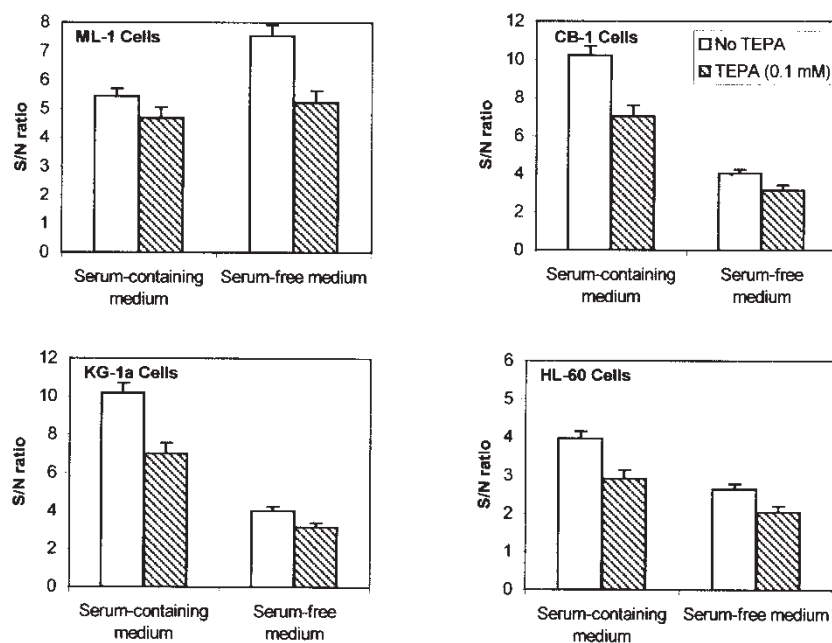 ML-1 Cells
S/N ratio
8
7
6
5
4
3
2
1
0
Serum-containing
medium
Serum-free medium
CB-1 Cells
No TEPA
TEPA (0.1 mM)
S/N ratio
12
10
8
6
4
2
0
Serum-containing
medium
Serum-free
medium
KG-1a Cells
S/N ratio
12
10
8
6
4
2
0
Serum-containing
medium
Serum-free
medium
HL-60 Cells
S/N ratio
6
5
4
3
2
1
0
Serum-containing
medium
Serum-free medium